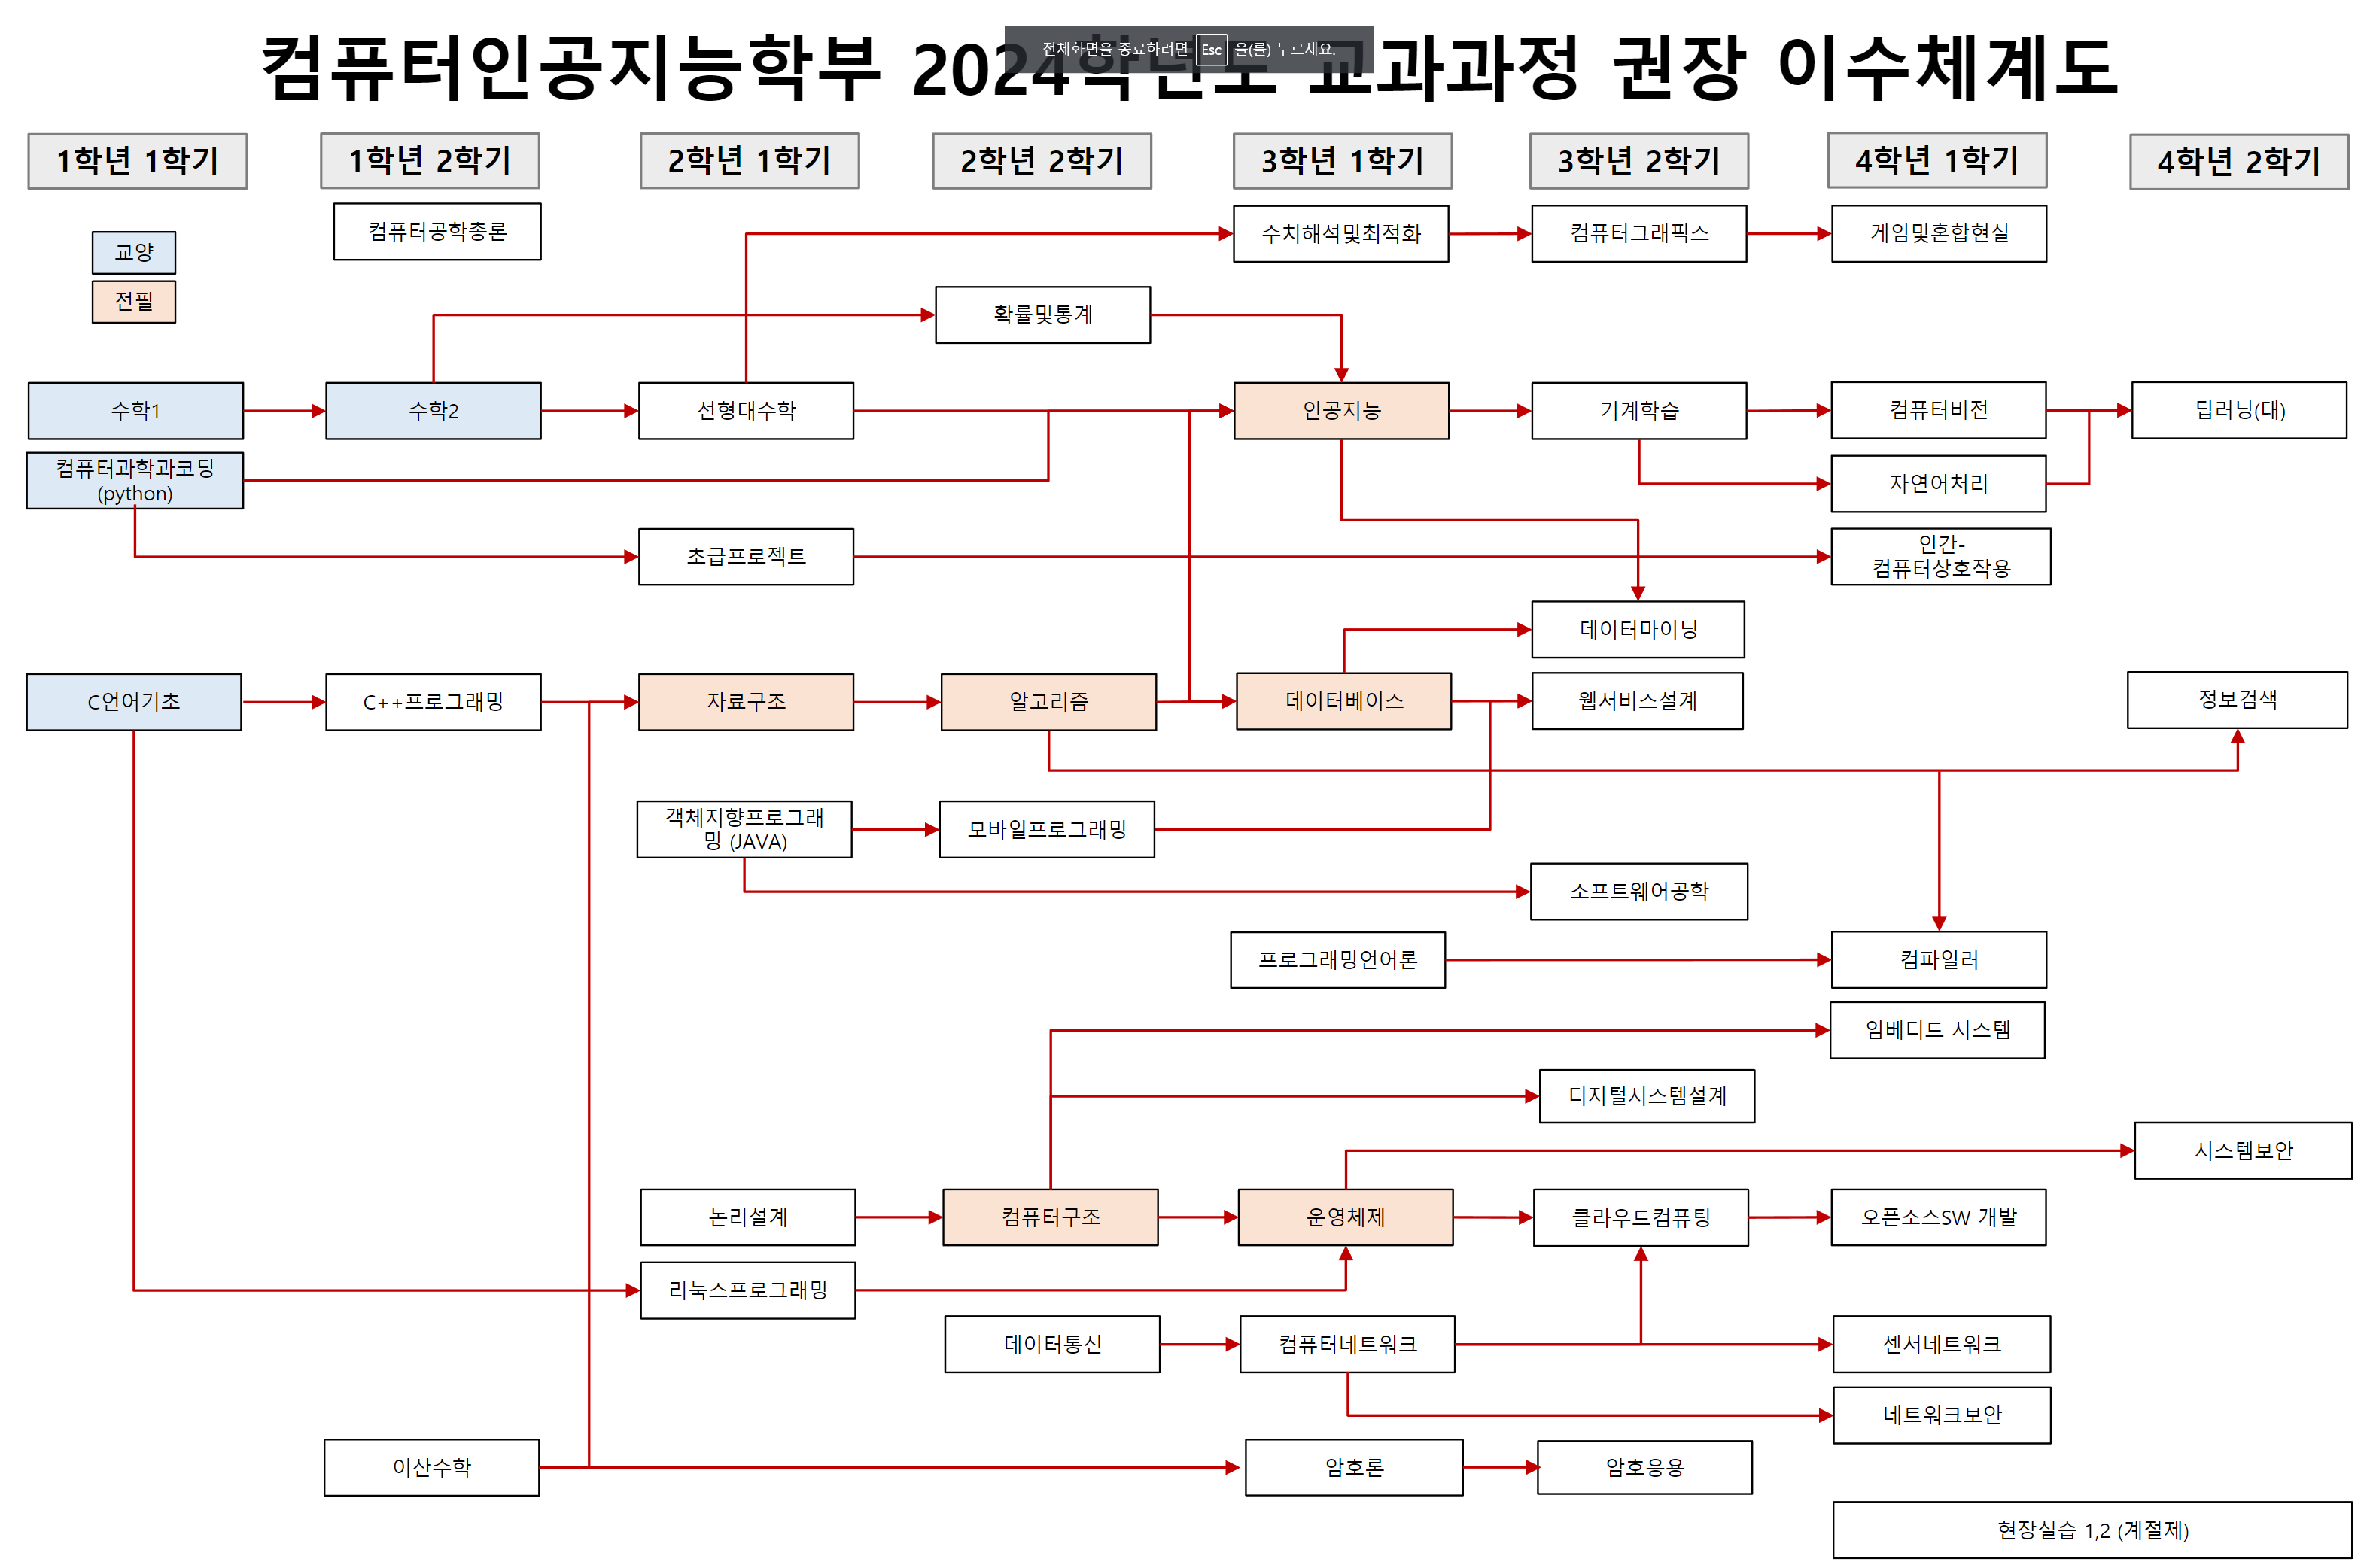 컴퓨터인공지능학부 2024학년도 교과과정 권장 이수체계도
전체화면을 종료하려면 Esc 을(를) 누르세요.
1학년 1학기
1학년 2학기
2학년 1학기
2학년 2학기
3학년 1학기
3학년 2학기
4학년 1학기
4학년 2학기
교양
전필
컴퓨터공학총론
수치해석및최적화
컴퓨터그래픽스
게임및혼합현실
확률및통계
수학1
수학2
선형대수학
인공지능
기계학습
컴퓨터비전
딥러닝(대)
컴퓨터과학과코딩
(python)
자연어처리
초급프로젝트
인간-
컴퓨터상호작용
데이터마이닝
C언어기초
C++프로그래밍
자료구조
알고리즘
데이터베이스
웹서비스설계
정보검색
객체지향프로그래
밍 (JAVA)
모바일프로그래밍
소프트웨어공학
프로그래밍언어론
컴파일러
임베디드 시스템
디지털시스템설계
시스템보안
논리설계
컴퓨터구조
운영체제
클라우드컴퓨팅
오픈소스SW 개발
리눅스프로그래밍
데이터통신
컴퓨터네트워크
센서네트워크
네트워크보안
이산수학
암호론
암호응용
현장실습 1,2 (계절제)